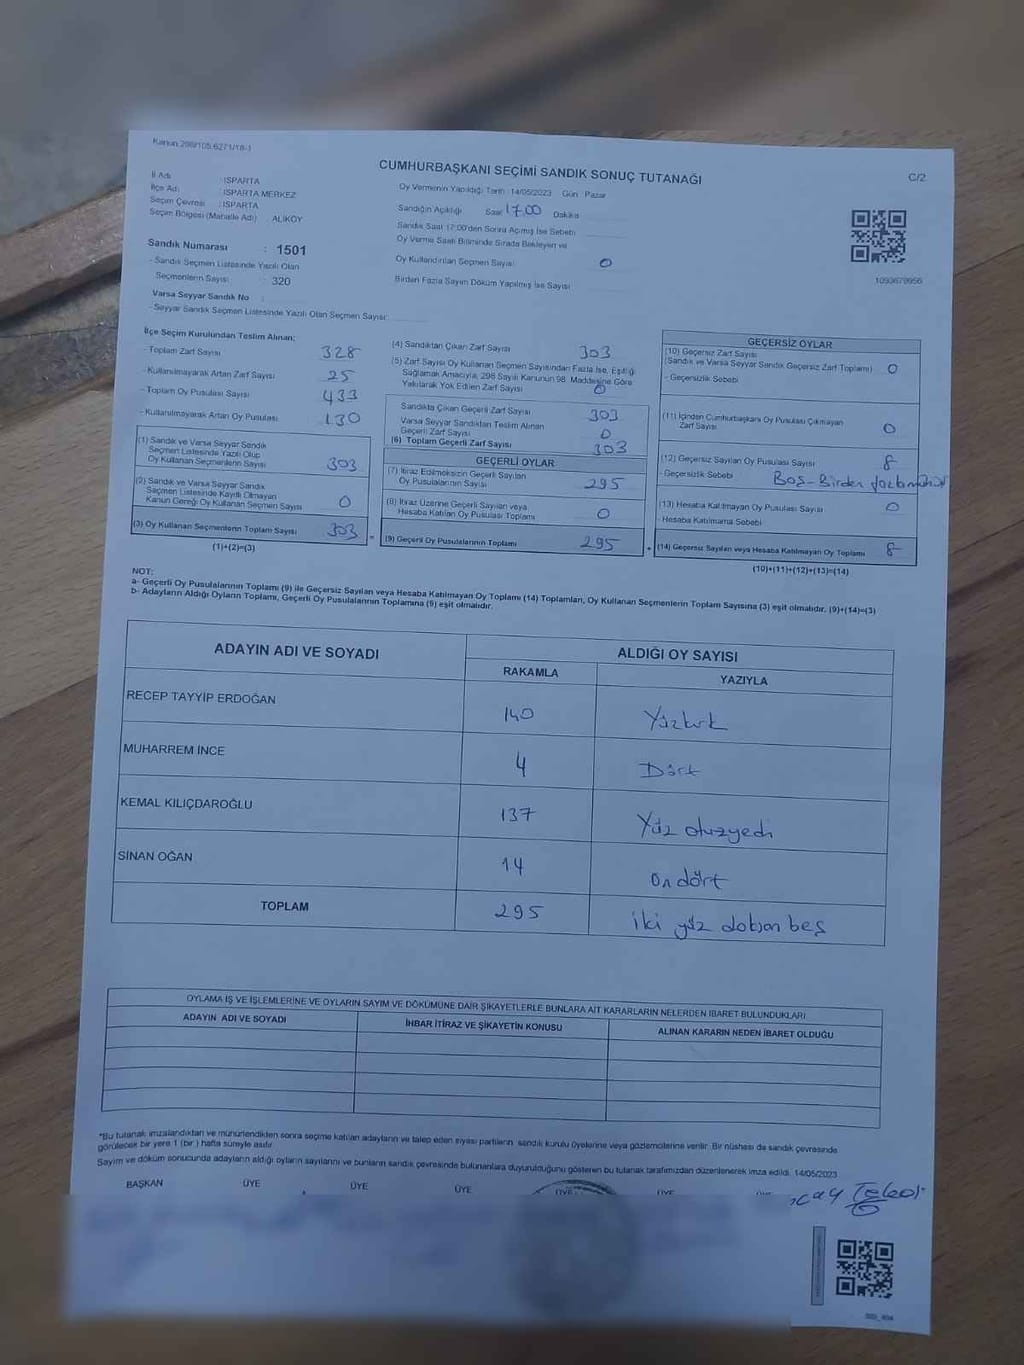 Kanun 298/105.6271/18-1
CUMHURBAŞKANI SEÇİMİ SANDIK SONUÇ TUTANAĞI
C/2
İl Adı : ISPARTA
İlçe Adı : ISPARTA MERKEZ
Seçim Çevresi : ISPARTA
Seçim Bölgesi (Mahalle Adı) : ALİKÖY
Oy Vermenin Yapıldığı Tarih : 14/05/2023 Gün : Pazar
Sandığın Açıklığı Saat 17.00 Dakika
Sandık Saat 17:00'den Sonra Açılmış İse Sebebi
Oy Verme Saati Bitiminde Sırada Bekleyen ve
Oy Kullandırılan Seçmen Sayısı 0
Birden Fazla Sayım Döküm Yapılmış İse Sayısı
1093679956
Sandık Numarası : 1501
- Sandık Seçmen Listesinde Yazılı Olan
Seçmenlerin Sayısı : 320
Varsa Seyyar Sandık No :
- Seyyar Sandık Seçmen Listesinde Yazılı Olan Seçmen Sayısı:
İlçe Seçim Kurulundan Teslim Alınan;
- Toplam Zarf Sayısı 328
- Kullanılmayarak Artan Zarf Sayısı 25
- Toplam Oy Pusulası Sayısı 433
- Kullanılmayarak Artan Oy Pusulası 130
(1) Sandık ve Varsa Seyyar Sandık
Seçmen Listesinde Yazılı Olup
Oy Kullanan Seçmenlerin Sayısı 303
(2) Sandık ve Varsa Seyyar Sandık
Seçmen Listesinde Kayıtlı Olmayan
Kanun Gereği Oy Kullanan Seçmen Sayısı 0
(3) Oy Kullanan Seçmenlerin Toplam Sayısı 303 =
(1)+(2)=(3)
(4) Sandıktan Çıkan Zarf Sayısı 303
(5) Zarf Sayısı Oy Kullanan Seçmen Sayısından Fazla İse, Eşitliği
Sağlamak Amacıyla, 298 Sayılı Kanunun 98. Maddesine Göre
Yakılarak Yok Edilen Zarf Sayısı 0
Sandıkta Çıkan Geçerli Zarf Sayısı 303
Varsa Seyyar Sandıktan Teslim Alınan
Geçerli Zarf Sayısı 0
(6) Toplam Geçerli Zarf Sayısı 303
GEÇERLİ OYLAR
(7) İtiraz Edilmeksizin Geçerli Sayılan
Oy Pusulalarının Sayısı 295
(8) İtiraz Üzerine Geçerli Sayılan veya
Hesaba Katılan Oy Pusulası Toplamı 0
(9) Geçerli Oy Pusulalarının Toplamı 295 +
GEÇERSİZ OYLAR
(10) Geçersiz Zarf Sayısı
(Sandık ve Varsa Seyyar Sandık Geçersiz Zarf Toplamı) 0
- Geçersizlik Sebebi
(11) İçinden Cumhurbaşkanı Oy Pusulası Çıkmayan
Zarf Sayısı 0
(12) Geçersiz Sayılan Oy Pusulası Sayısı 8
- Geçersizlik Sebebi Boş-Birden
(13) Hesaba Katılmayan Oy Pusulası Sayısı 0
- Hesaba Katılmama Sebebi
(14) Geçersiz Sayılan veya Hesaba Katılmayan Oy Toplamı 8
(10)+(11)+(12)+(13)=(14)
NOT:
a- Geçerli Oy Pusulalarının Toplamı (9) ile Geçersiz Sayılan veya Hesaba Katılmayan Oy Toplamı (14) Toplamları, Oy Kullanan Seçmenlerin Toplam Sayısına (3) eşit olmalıdır. (9)+(14)=(3)
b- Adayların Aldığı Oyların Toplamı, Geçerli Oy Pusulalarının Toplamına (9) eşit olmalıdır.
ADAYIN ADI VE SOYADI
ALDIĞI OY SAYISI
RAKAMLA YAZIYLA
RECEP TAYYİP ERDOĞAN 140 Yüzkırk
MUHARREM İNCE 4 Dört
KEMAL KILIÇDAROĞLU 137 Yüz otuzyedi
SİNAN OĞAN 14 On dört
TOPLAM 295 iki yüz doksan beş
OYLAMA İŞ VE İŞLEMLERİNE VE OYLARIN SAYIM VE DÖKÜMÜNE DAİR ŞİKAYETLERLE BUNLARA AİT KARARLARIN NELERDEN İBARET BULUNDUKLARI
ADAYIN ADI VE SOYADI
İHBAR İTİRAZ VE ŞİKAYETİN KONUSU
ALINAN KARARIN NEDEN İBARET OLDUĞU
*Bu tutanak imzalandıktan ve mühürlendikten sonra seçime katılan adayların ve talep eden siyasi partilerin sandık kurulu üyelerine veya gözlemcilerine verilir. Bir nüshası da sandık çevresinde
görülecek bir yere 1 (bir) hafta süreyle asılır.
Sayım ve döküm sonucunda adayların aldığı oyların sayılarını ve bunların sandık çevresinde bulunanlara duyurulduğunu gösteren bu tutanak tarafımızdan düzenlenerek imza edildi. 14/05/2023
BAŞKAN ÜYE ÜYE ÜYE ÜYE ÜYE